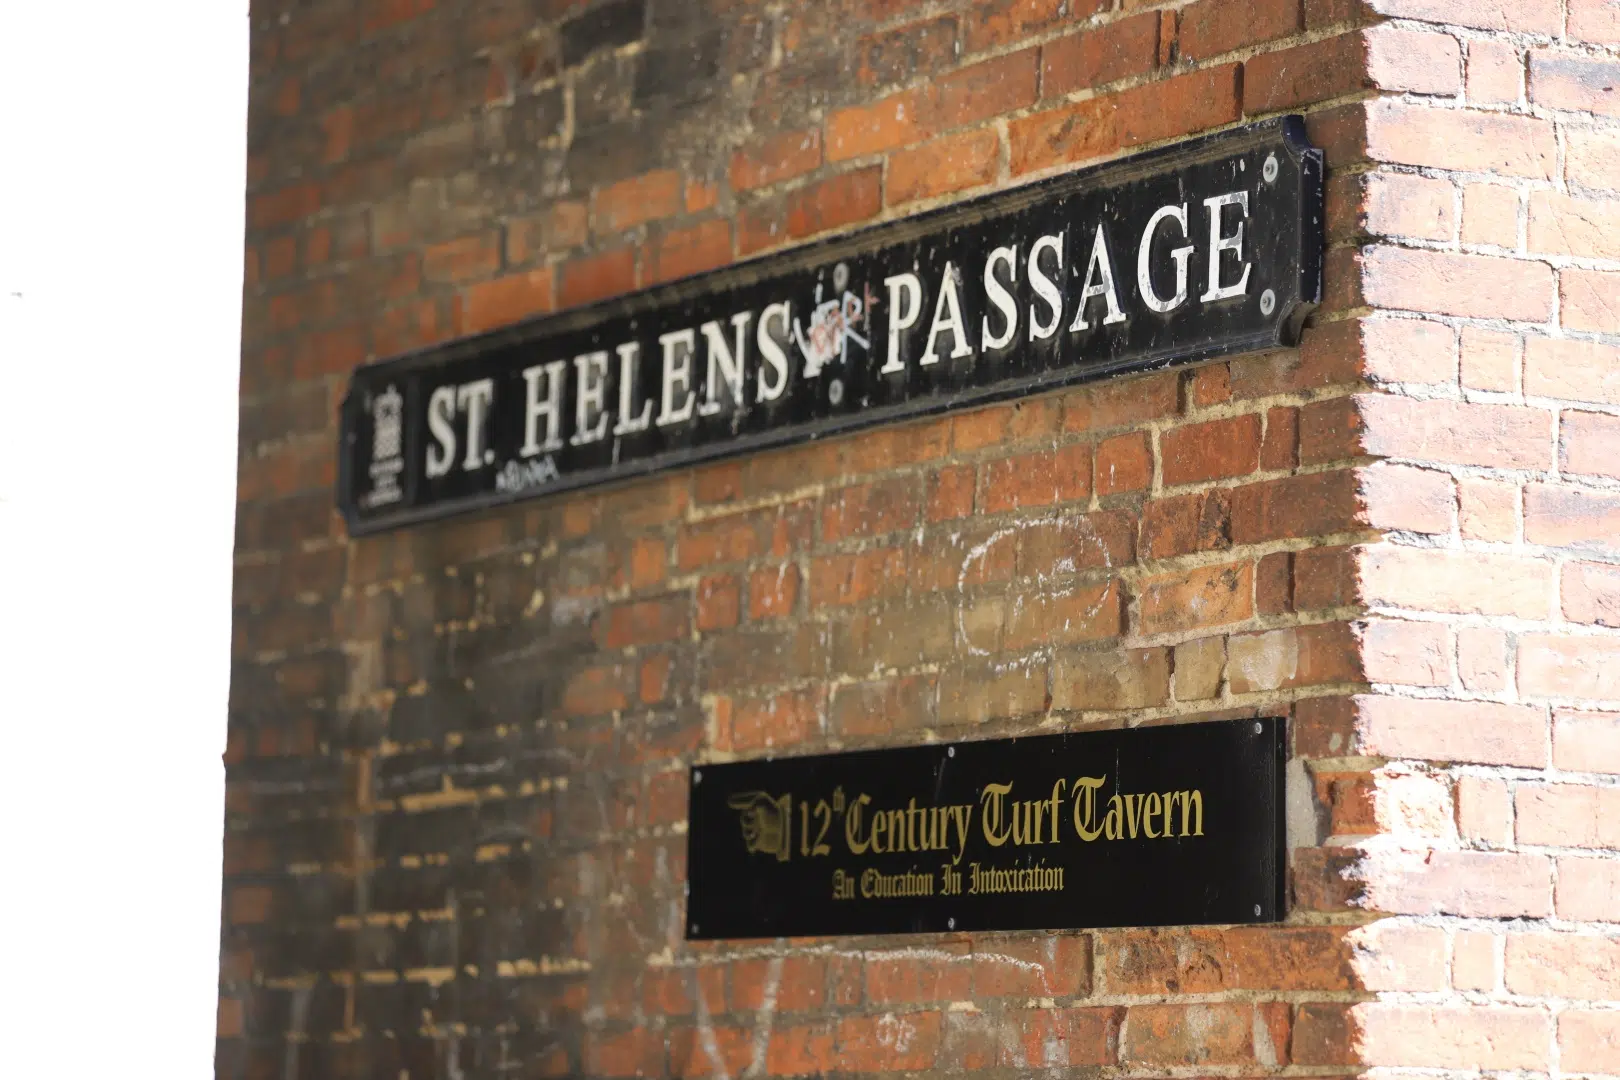 ST. HELENS PASSAGE
12th Century Turf Tavern
An Education In Intoxication